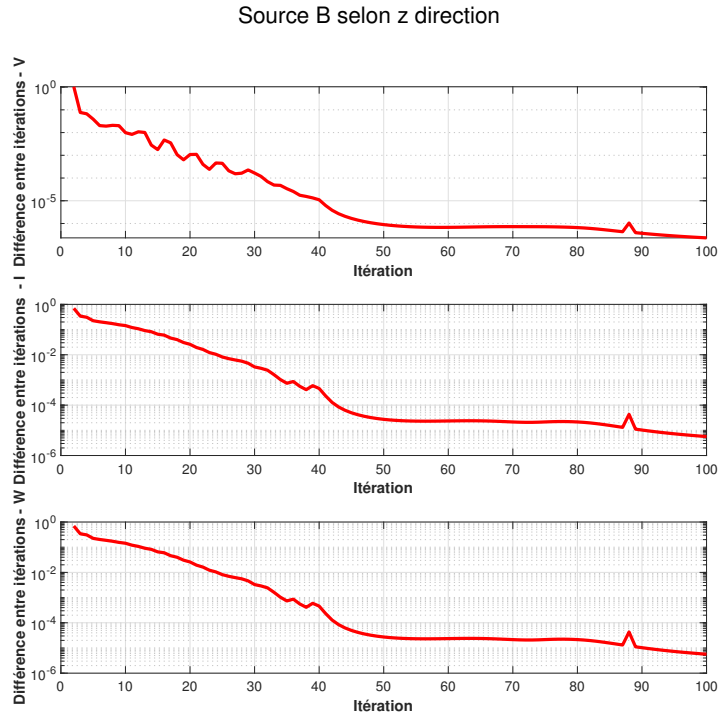 Source B selon z direction
Différence entre itérations - V
10^0
10^-5
0 10 20 30 40 50 60 70 80 90 100
Itération
Différence entre itérations - I
10^0
10^-2
10^-4
10^-6
0 10 20 30 40 50 60 70 80 90 100
Itération
Différence entre itérations - W
10^0
10^-2
10^-4
10^-6
0 10 20 30 40 50 60 70 80 90 100
Itération